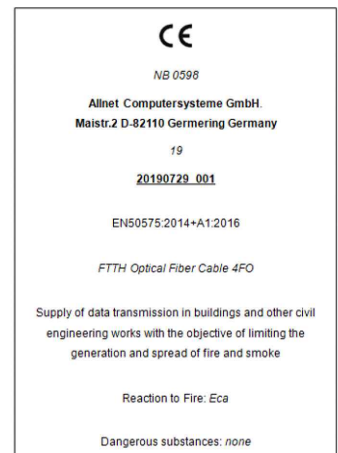 CE
NB 0598
Allnet Computersysteme GmbH.
Maistr.2 D-82110 Germering Germany
19
20190729_001
EN50575:2014+A1:2016
FTTH Optical Fiber Cable 4FO
Supply of data transmission in buildings and other civil
engineering works with the objective of limiting the
generation and spread of fire and smoke
Reaction to Fire: Eca
Dangerous substances: none